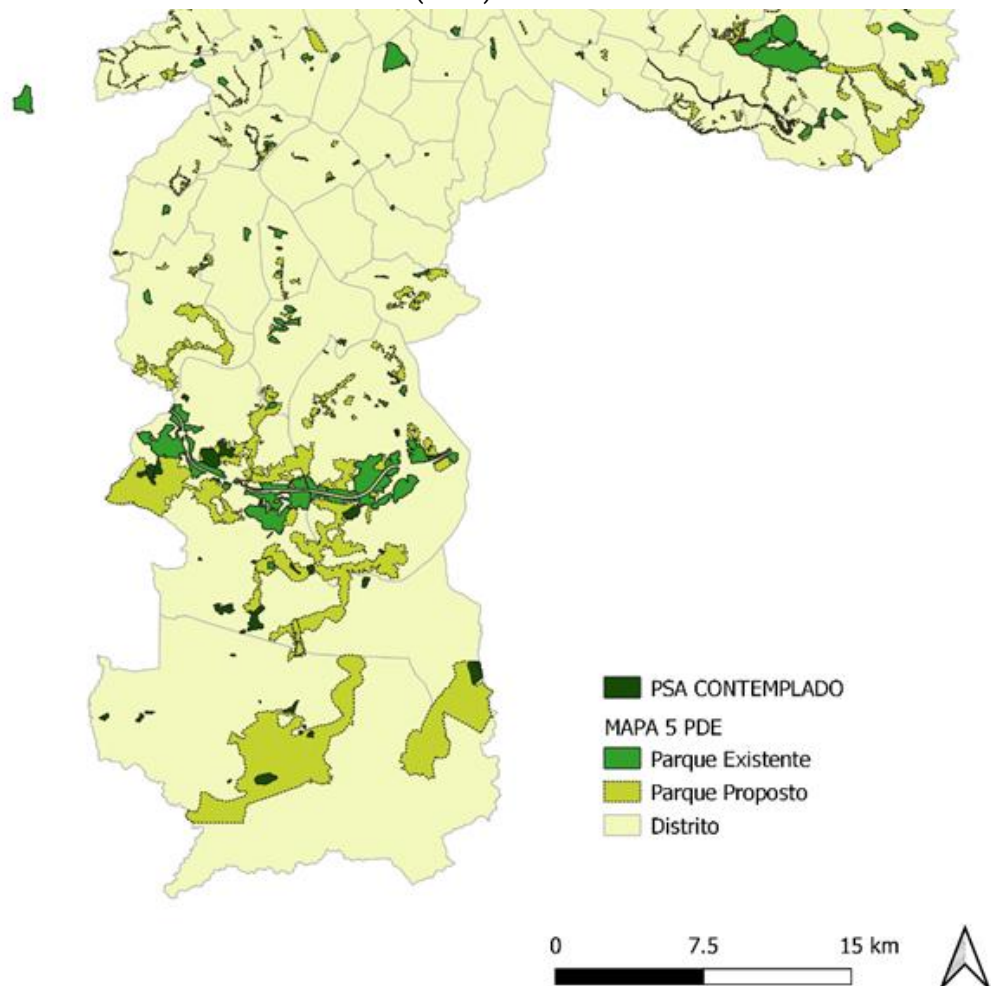 PSA CONTEMPLADO
MAPA 5 PDE
Parque Existente
Parque Proposto
Distrito
0 7.5 15 km